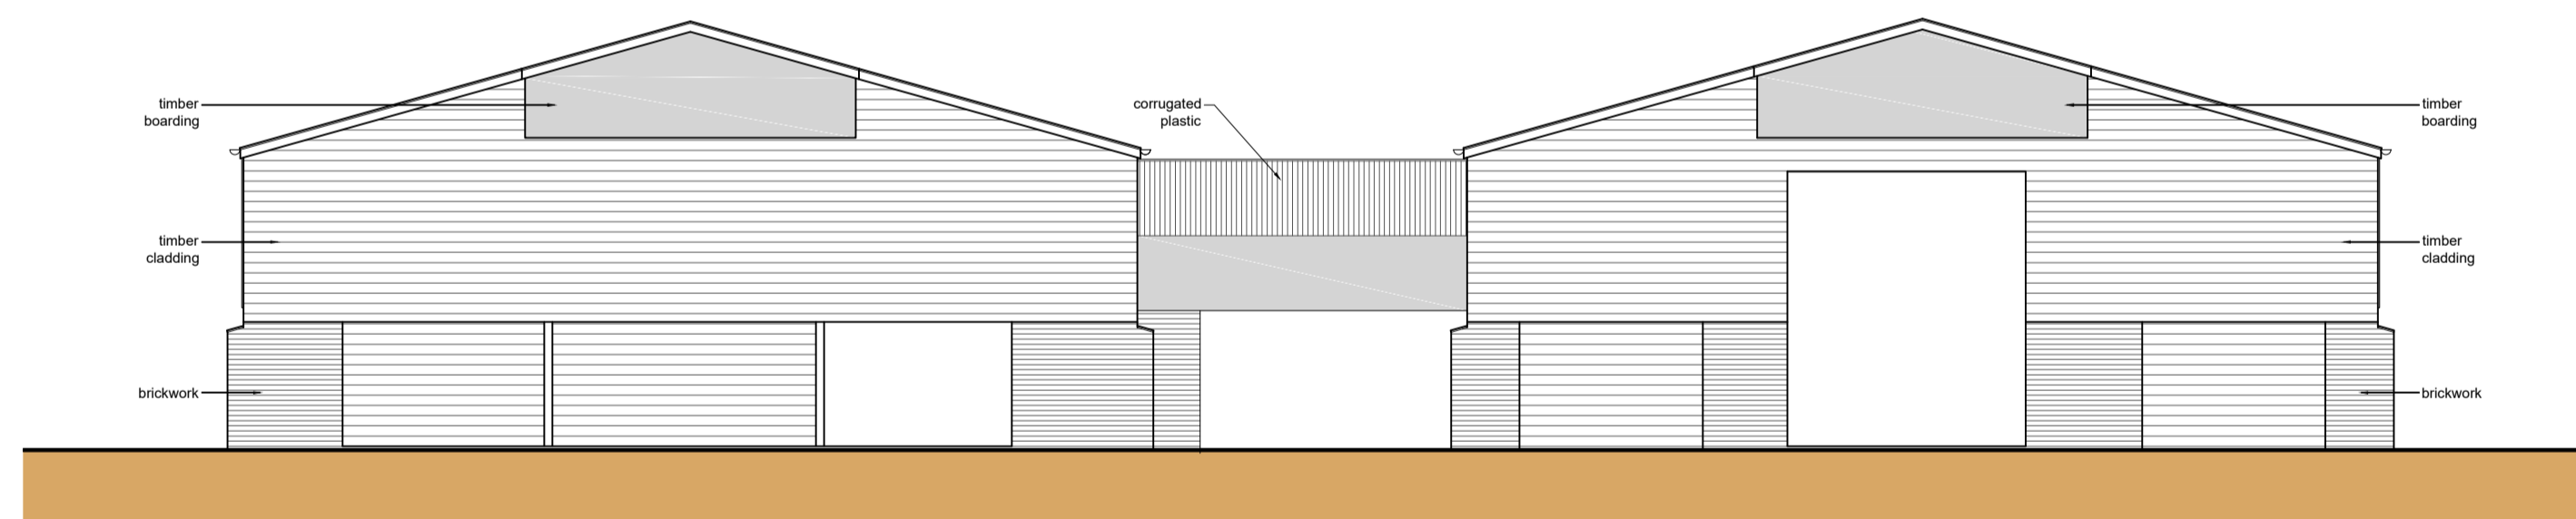 timber
boarding
corrugated
plastic
timber
boarding
timber
cladding
timber
cladding
brickwork
brickwork